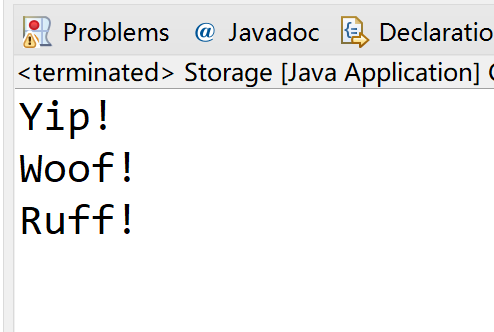 Problems @ Javadoc Declaratio
<terminated> Storage [Java Application]
Yip!
Woof!
Ruff!